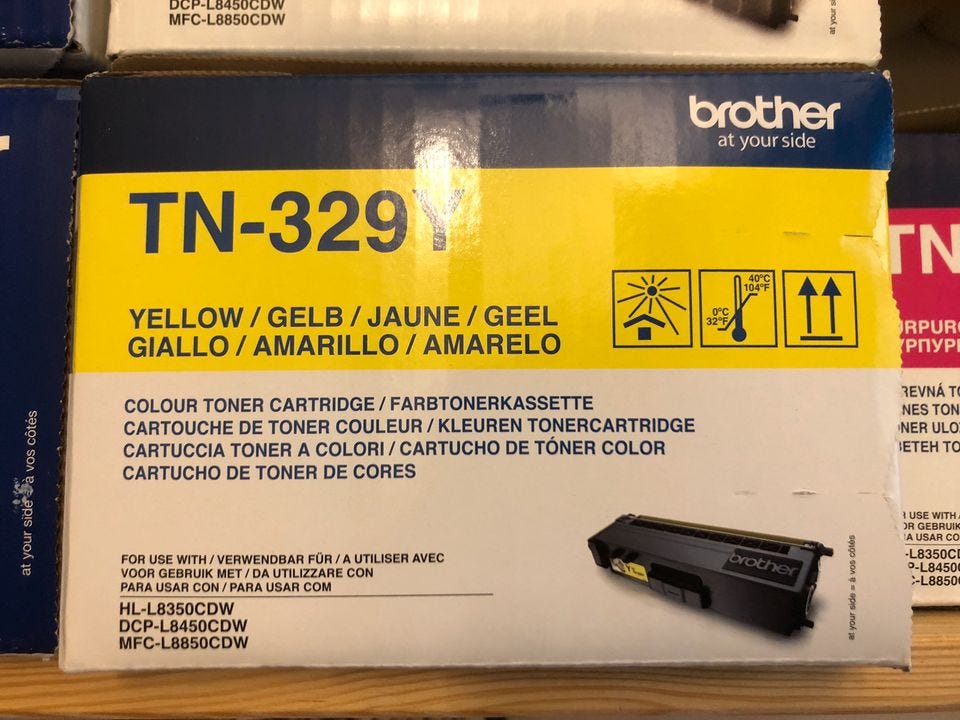 DCP-L8450CDW
MFC-L8850CDW
brother
at your side
TN-329Y
YELLOW / GELB / JAUNE / GEEL
GIALLO / AMARILLO / AMARELO
40°C
104°F
0°C
32°F
COLOUR TONER CARTRIDGE / FARBTONERKASSETTE
CARTOUCHE DE TONER COULEUR / KLEUREN TONERCARTRIDGE
CARTUCCIA TONER A COLORI / CARTUCHO DE TÓNER COLOR
CARTUCHO DE TONER DE CORES
FOR USE WITH / VERWENDBAR FÜR / A UTILISER AVEC
VOOR GEBRUIK MET / DA UTILIZZARE CON
PARA USAR CON / PARA USAR COM
HL-L8350CDW
DCP-L8450CDW
MFC-L8850CDW
brother
Y
at your side = à vos côtés
at your side = à vos côtés
TN
USE WITH